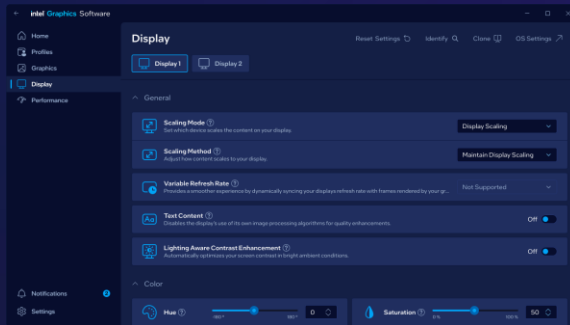 intel Graphics Software
Home
Profiles
Graphics
Display
Performance
Notifications
Settings
Display
Reset Settings
Identify
Clone
OS Settings
Display 1
Display 2
General
Scaling Mode
Set which device scales the content on your display.
Display Scaling
Scaling Method
Adjust how content scales to your display.
Maintain Display Scaling
Variable Refresh Rate
Provides a smoother experience by dynamically syncing your displays refresh rate with frames rendered by your gr...
Not Supported
Text Content
Disables the display's use of its own image processing algorithms for quality enhancements.
Off
Lighting Aware Contrast Enhancement
Automatically optimizes your screen contrast in bright ambient conditions.
Off
Color
Hue
0
Saturation
0%
100%
50